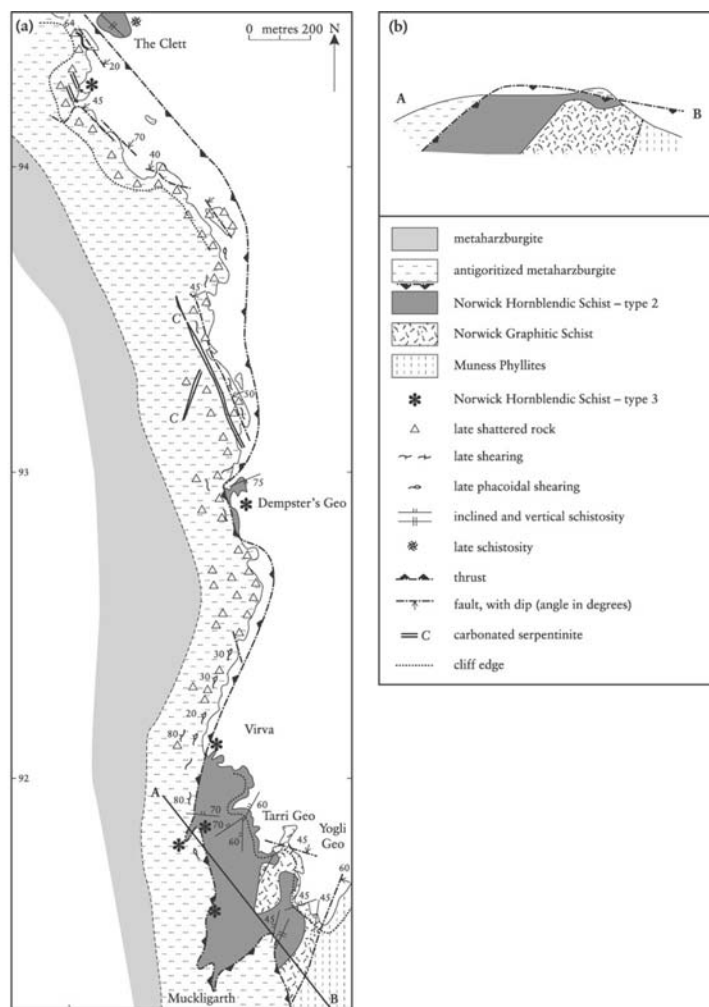 (a)
64
The Clett
0 metres 200
N
20
45
70
40
94
45
C
50
C
93
75
Dempster's Geo
30
30
20
80
Virva
92
A
80
70
60
Tarri Geo
70
60
Yogli
Geo
45
60
45
45
45
Muckligarth
B
(b)
A
B
metaharzburgite
antigoritized metaharzburgite
Norwick Hornblendic Schist – type 2
Norwick Graphitic Schist
Muness Phyllites
Norwick Hornblendic Schist – type 3
late shattered rock
late shearing
late phacoidal shearing
inclined and vertical schistosity
late schistosity
thrust
fault, with dip (angle in degrees)
C carbonated serpentinite
cliff edge